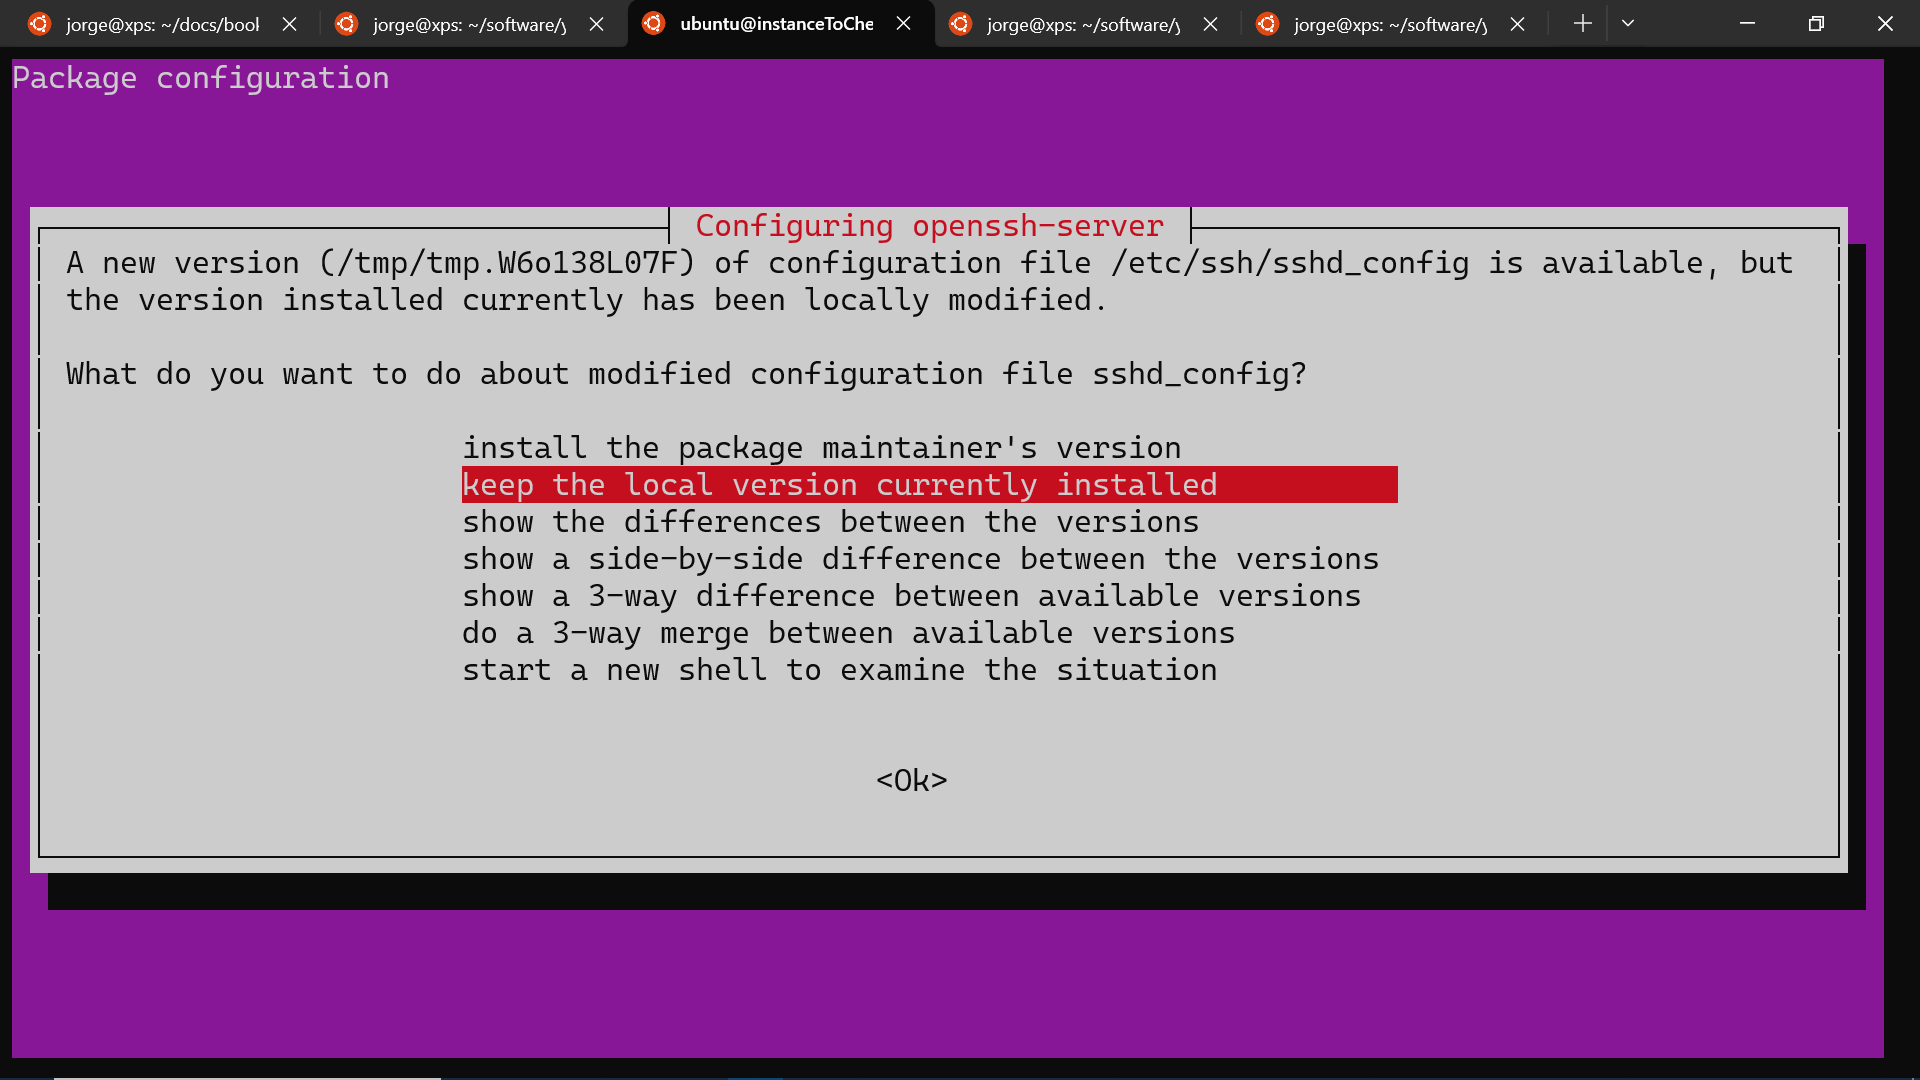 jorge@xps: ~/docs/book
jorge@xps: ~/software/y
ubuntu@instanceToChe
jorge@xps: ~/software/y
jorge@xps: ~/software/y
Package configuration
Configuring openssh-server
A new version (/tmp/tmp.W6o138L07F) of configuration file /etc/ssh/sshd_config is available, but
the version installed currently has been locally modified.
What do you want to do about modified configuration file sshd_config?
install the package maintainer's version
keep the local version currently installed
show the differences between the versions
show a side-by-side difference between the versions
show a 3-way difference between available versions
do a 3-way merge between available versions
start a new shell to examine the situation
<Ok>